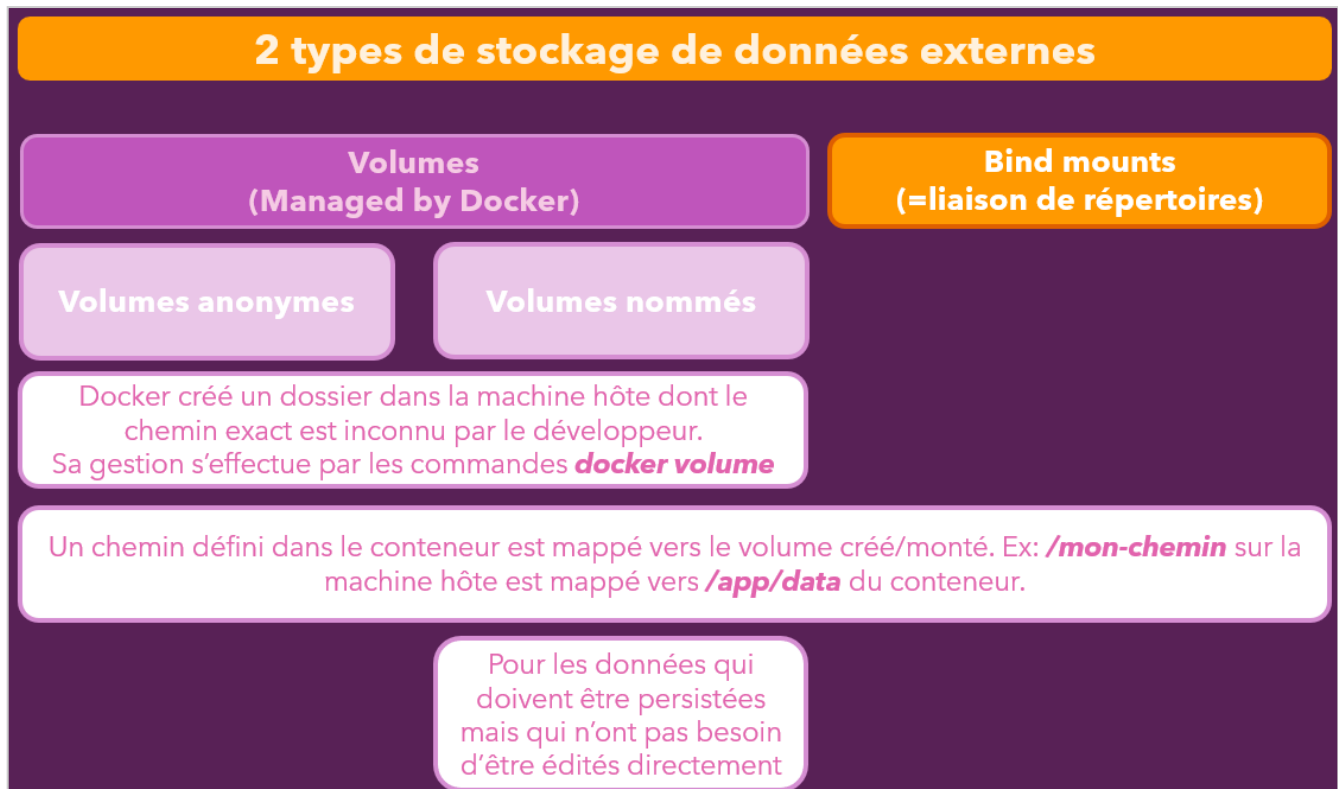 2 types de stockage de données externes
Volumes
(Managed by Docker)
Bind mounts
(=liaison de répertoires)
Volumes anonymes
Volumes nommés
Docker créé un dossier dans la machine hôte dont le
chemin exact est inconnu par le développeur.
Sa gestion s’effectue par les commandes docker volume
Un chemin défini dans le conteneur est mappé vers le volume créé/monté. Ex: /mon-chemin sur la
machine hôte est mappé vers /app/data du conteneur.
Pour les données qui
doivent être persistées
mais qui n’ont pas besoin
d’être édités directement